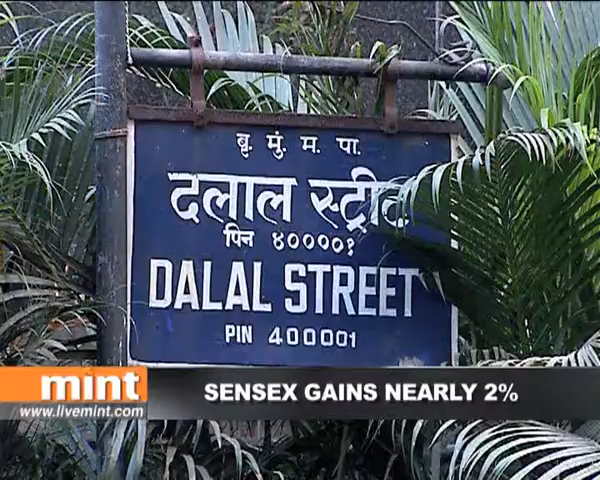 बृ. मुं. म. पा.
दलाल स्ट्रीट
पिन ४००००१
DALAL STREET
PIN 400001
mint
www.livemint.com
SENSEX GAINS NEARLY 2%